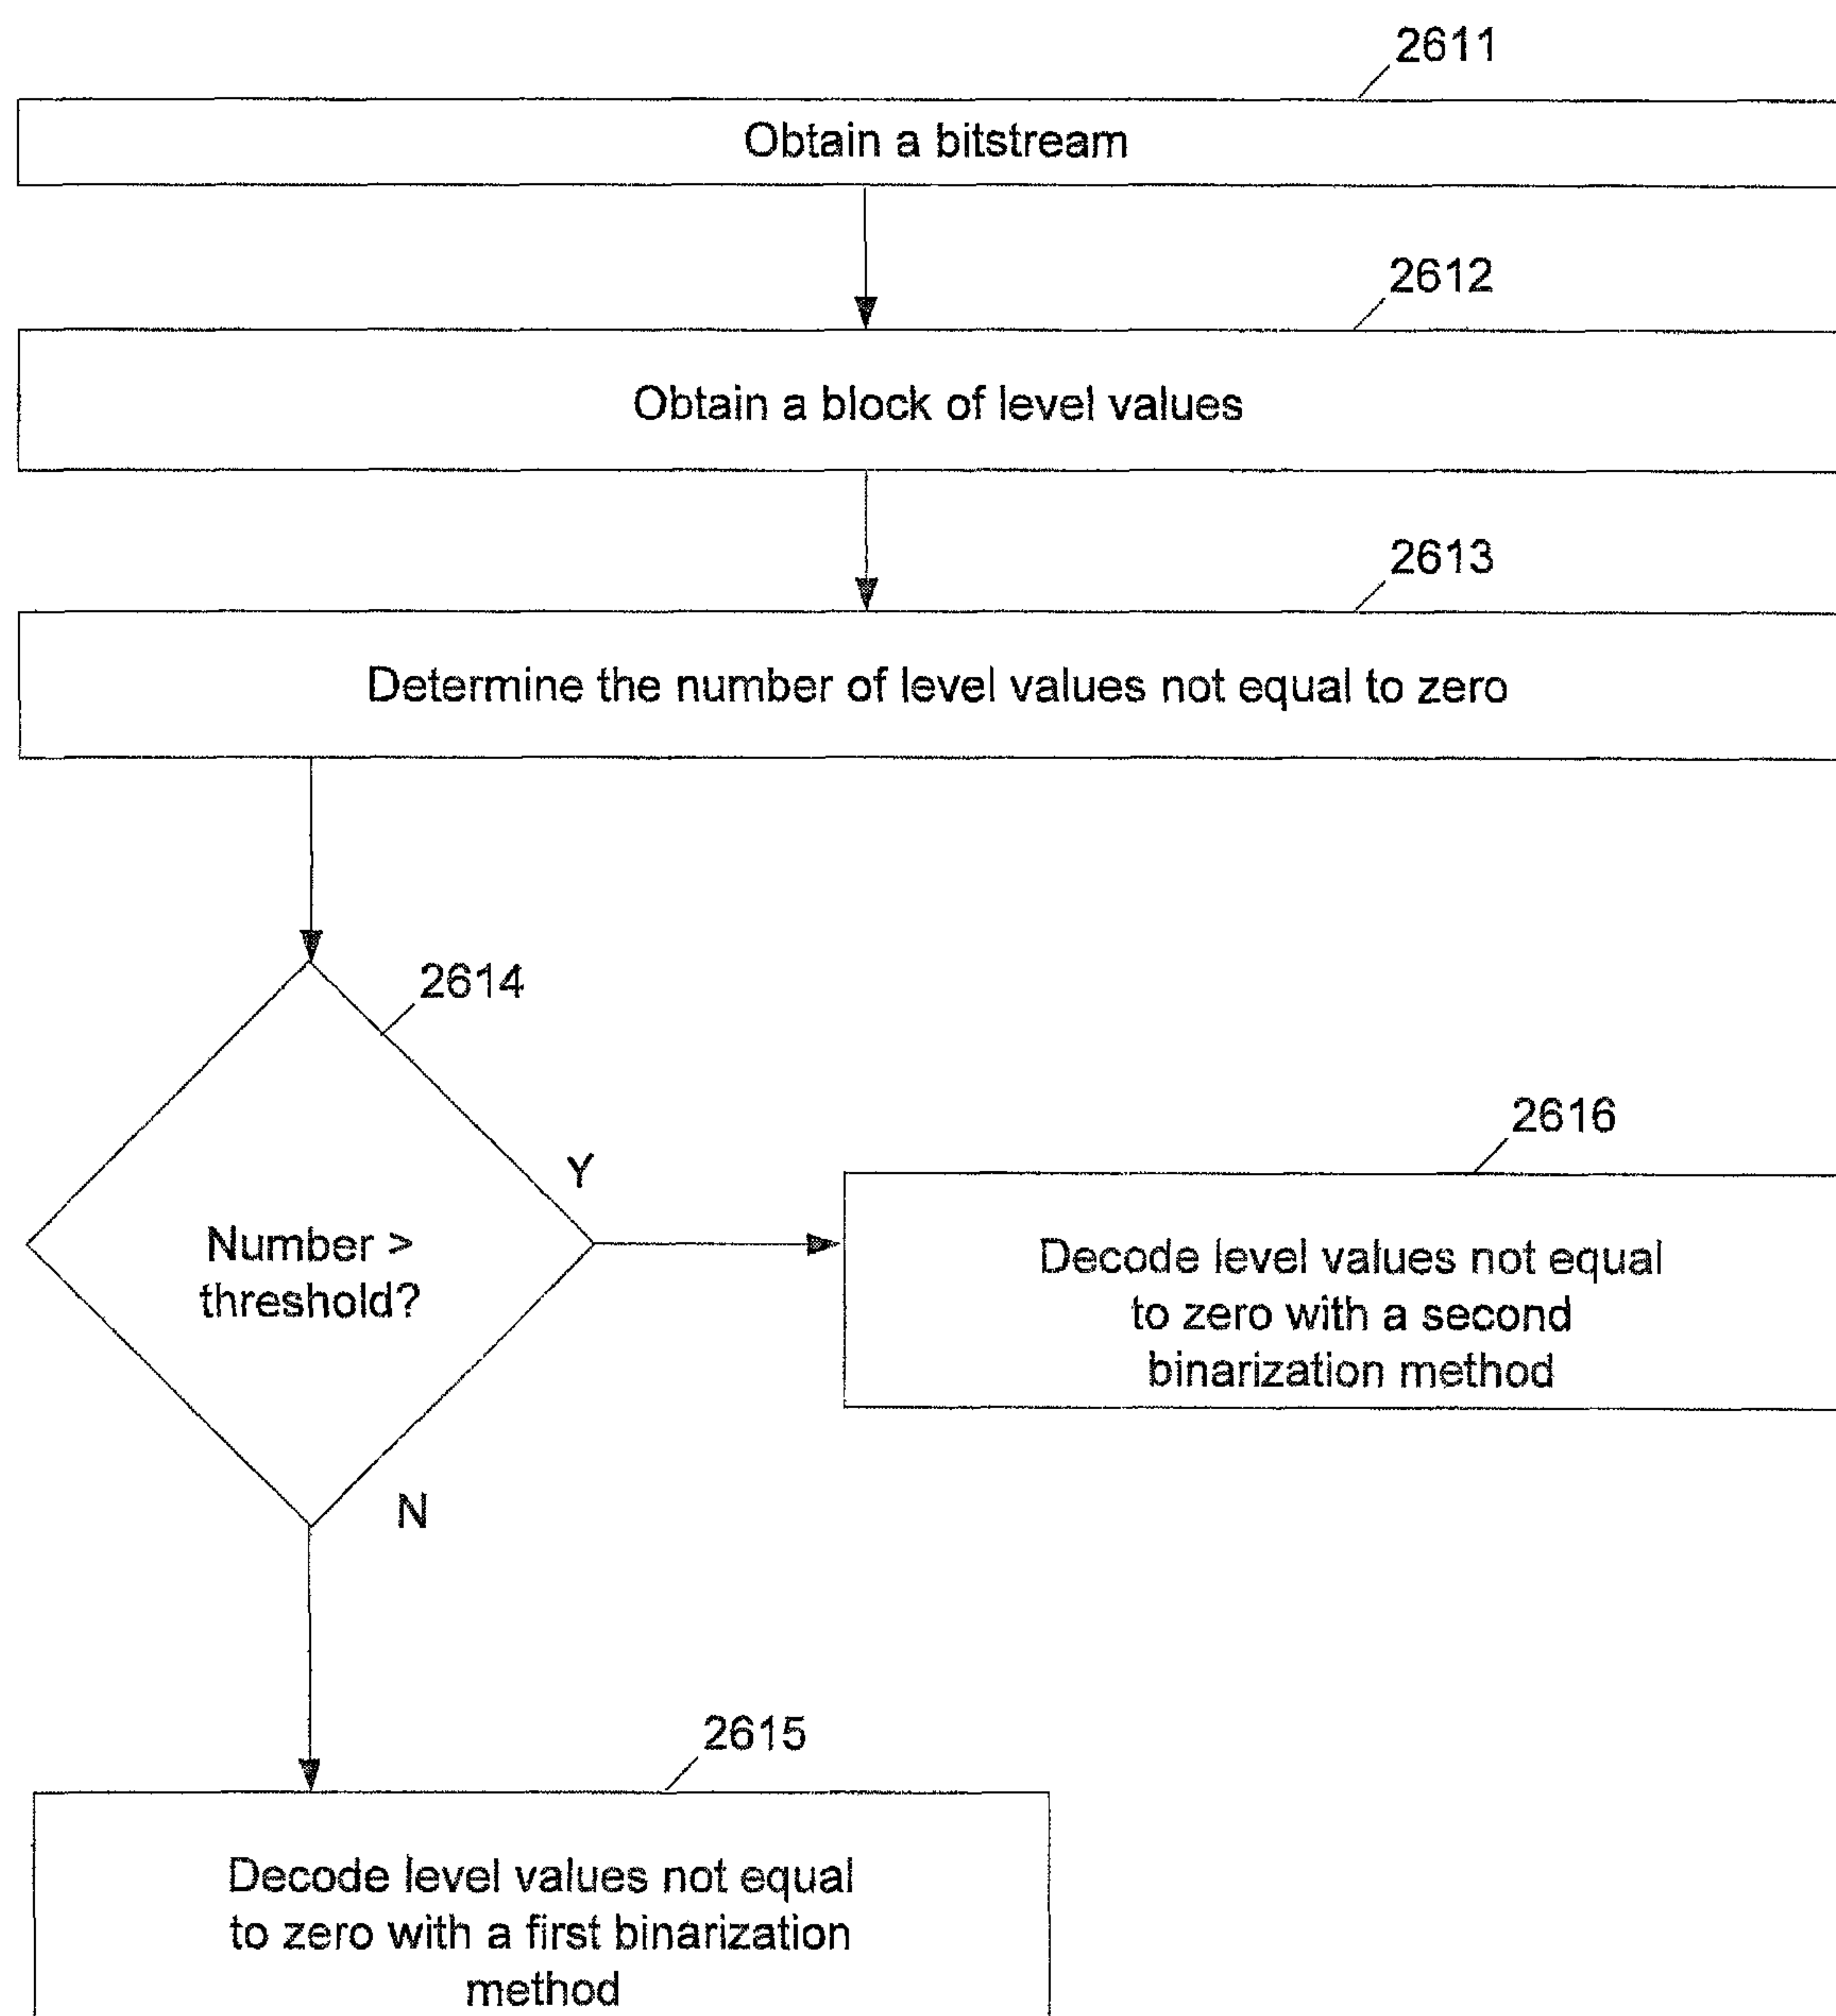 2611
Obtain a bitstream
2612
Obtain a block of level values
2613
Determine the number of level values not equal to zero
2614
Number >
threshold?
Y
2616
Decode level values not equal
to zero with a second
binarization method
N
2615
Decode level values not equal
to zero with a first binarization
method